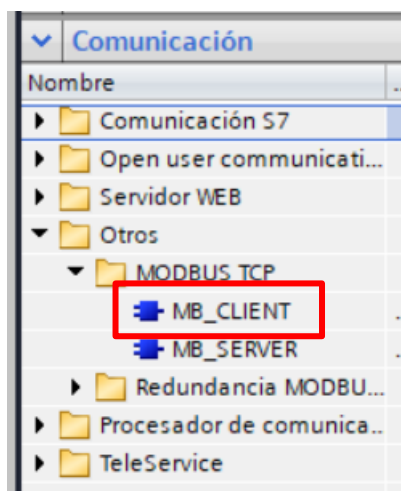 Comunicación
Nombre ..
Comunicación S7
Open user communicati...
Servidor WEB
Otros
MODBUS TCP
MB_CLIENT .
MB_SERVER .
Redundancia MODBU...
Procesador de comunica..
TeleService